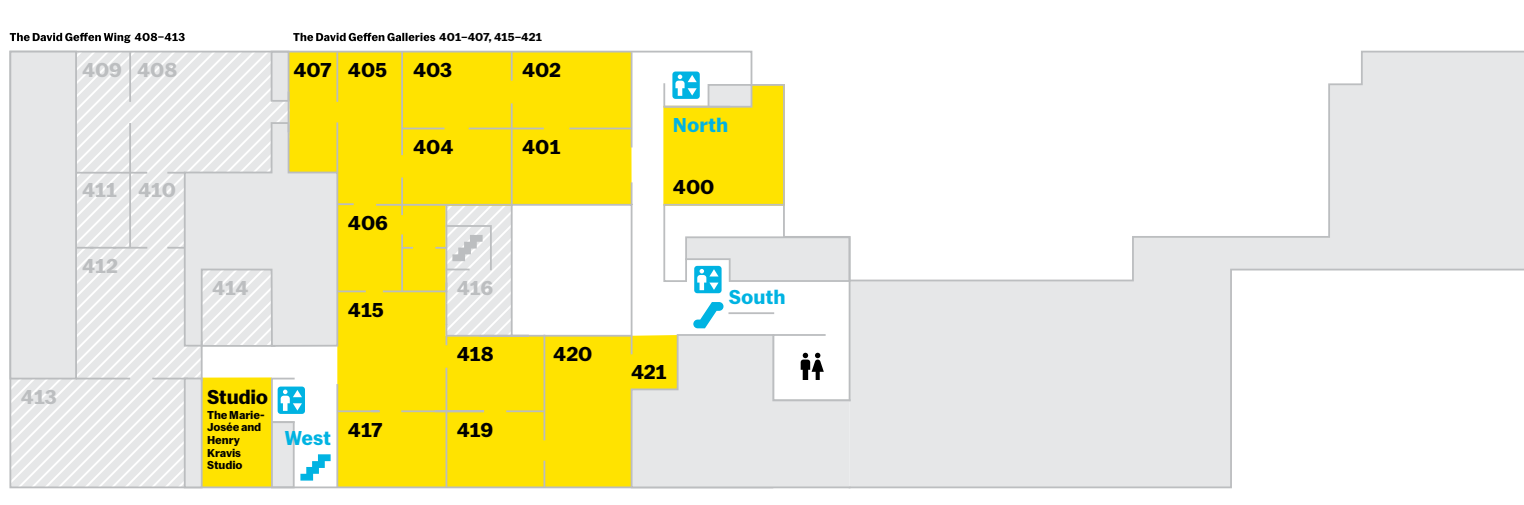 The David Geffen Wing 408–413
The David Geffen Galleries 401–407, 415–421
409
408
407
405
403
402
North
404
401
411
410
400
406
412
414
416
South
415
418
420
421
413
Studio
The Marie-
Josée and
Henry
Kravis
Studio
West
417
419